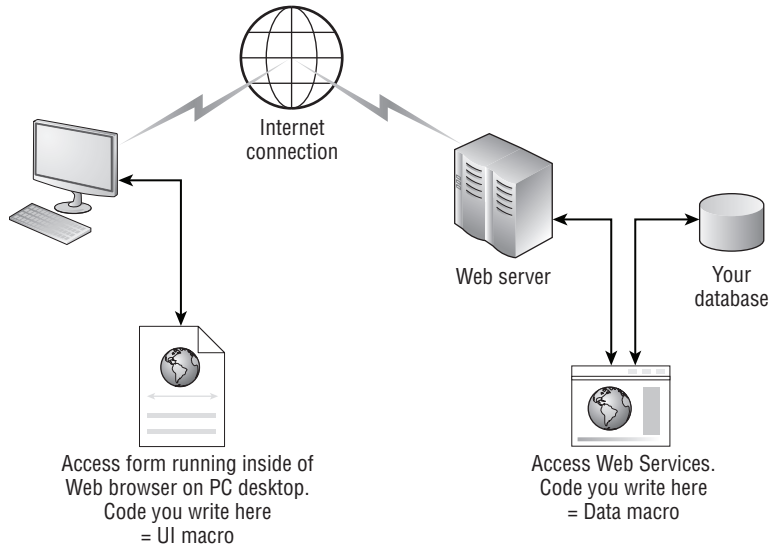 Internet
connection
Web server
Your
database
Access form running inside of
Web browser on PC desktop.
Code you write here
= UI macro
Access Web Services.
Code you write here
= Data macro